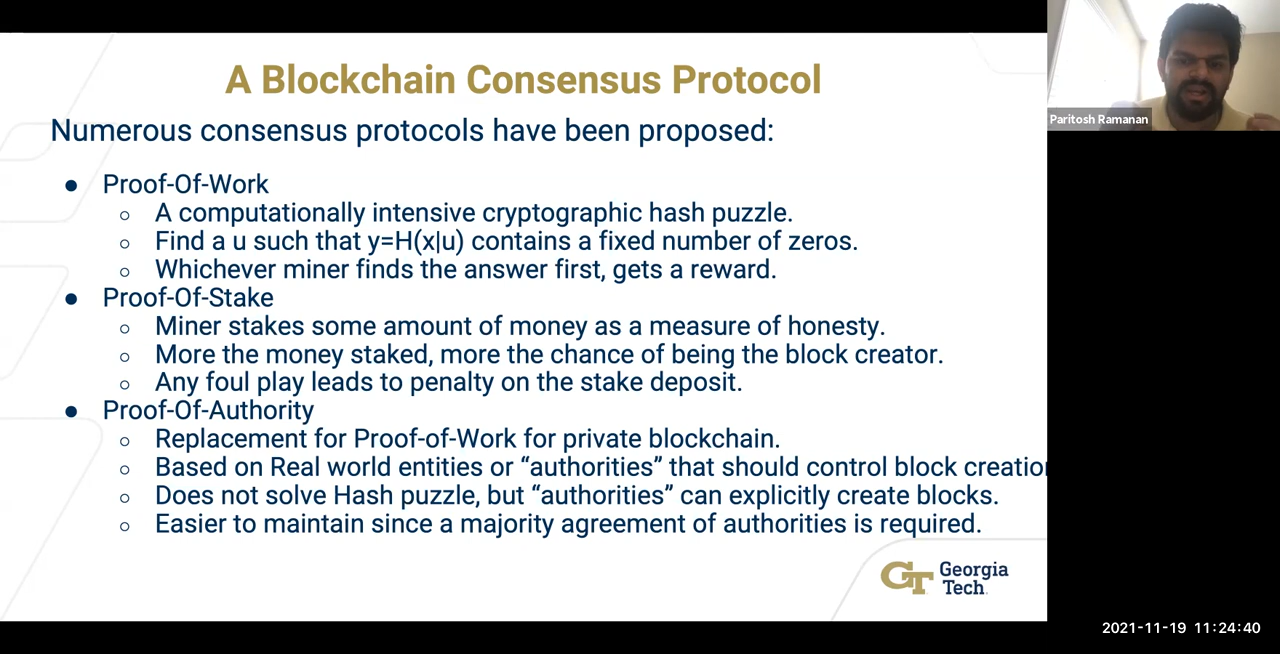 A Blockchain Consensus Protocol
Paritosh Ramanan
Numerous consensus protocols have been proposed:
● Proof-Of-Work
○ A computationally intensive cryptographic hash puzzle.
○ Find a u such that y=H(x|u) contains a fixed number of zeros.
○ Whichever miner finds the answer first, gets a reward.
● Proof-Of-Stake
○ Miner stakes some amount of money as a measure of honesty.
○ More the money staked, more the chance of being the block creator.
○ Any foul play leads to penalty on the stake deposit.
● Proof-Of-Authority
○ Replacement for Proof-of-Work for private blockchain.
○ Based on Real world entities or “authorities” that should control block creation
○ Does not solve Hash puzzle, but “authorities” can explicitly create blocks.
○ Easier to maintain since a majority agreement of authorities is required.
GT Georgia
Tech
2021-11-19 11:24:40